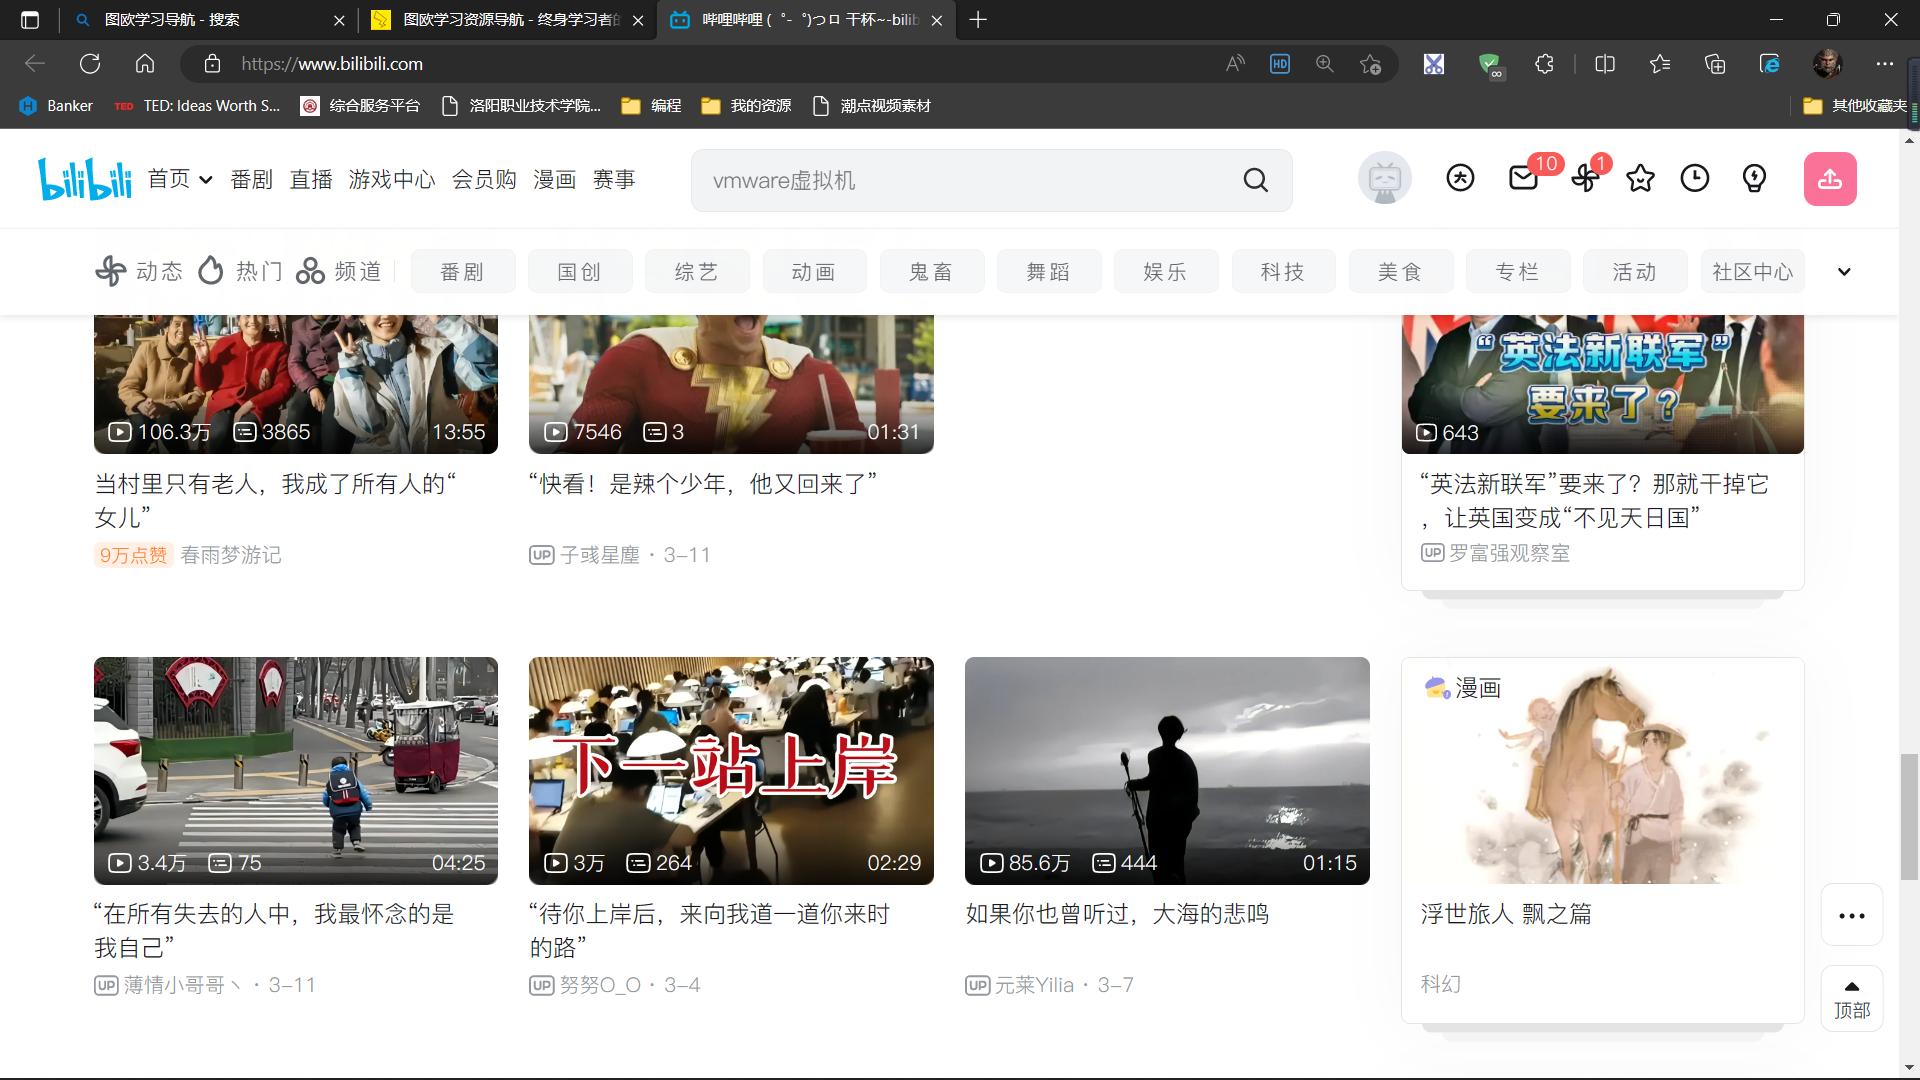 图欧学习导航 - 搜索
图欧学习资源导航 - 终身学习者的
哔哩哔哩 (゜-゜)つロ 干杯~-bilib
https://www.bilibili.com
HD
Banker
TED
TED: Ideas Worth S...
综合服务平台
洛阳职业技术学院...
编程
我的资源
潮点视频素材
其他收藏夹
bilibili
首页
番剧
直播
游戏中心
会员购
漫画
赛事
vmware虚拟机
10
1
动态
热门
频道
番剧
国创
综艺
动画
鬼畜
舞蹈
娱乐
科技
美食
专栏
活动
社区中心
106.3万
3865
13:55
7546
3
01:31
“英法新联军”
要来了？
643
当村里只有老人，我成了所有人的“
女儿”
9万点赞 春雨梦游记
“快看！是辣个少年，他又回来了”
UP 子彧星塵 · 3-11
“英法新联军”要来了？那就干掉它
，让英国变成“不见天日国”
UP 罗富强观察室
3.4万
75
04:25
下一站上岸
3万
264
02:29
85.6万
444
01:15
漫画
“在所有失去的人中，我最怀念的是
我自己”
UP 薄情小哥哥丶 · 3-11
“待你上岸后，来向我道一道你来时
的路”
UP 努努O_O · 3-4
如果你也曾听过，大海的悲鸣
UP 元莱Yilia · 3-7
浮世旅人 飘之篇
科幻
顶部